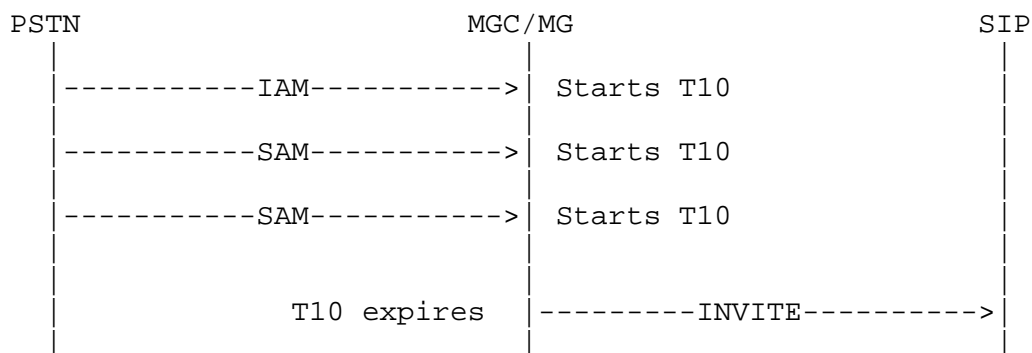 PSTN MGC/MG SIP
| | |
|-----------IAM----------->| Starts T10 |
| | |
|-----------SAM----------->| Starts T10 |
| | |
|-----------SAM----------->| Starts T10 |
| | |
| | |
| T10 expires |---------INVITE---------->|
| | |